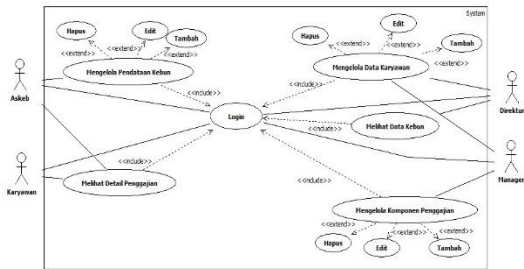 System
Hapus
Edit
Tambah
<<extend>>
<<extend>>
<<extend>>
Mengelola Pendataan Kebun
Hapus
Edit
Tambah
<<extend>>
<<extend>>
<<extend>>
Mengelola Data Karyawan
Askeb
<<include>>
<<include>>
Direktur
Login
Melihat Data Kebun
<<include>>
Karyawan
Melihat Detail Penggajian
<<include>>
Manager
<<include>>
Mengelola Komponen Penggajian
<<extend>>
<<extend>>
<<extend>>
Hapus
Edit
Tambah